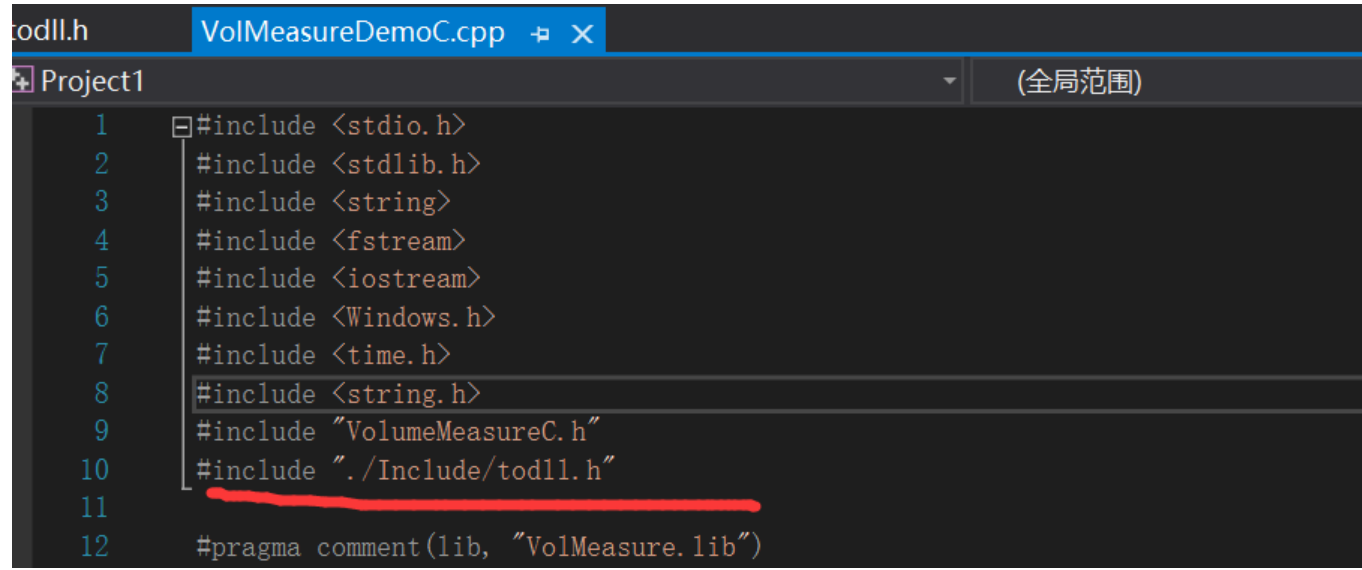 todll.h VolMeasureDemoC.cpp
Project1 (全局范围)
1 #include <stdio.h>
2 #include <stdlib.h>
3 #include <string>
4 #include <fstream>
5 #include <iostream>
6 #include <Windows.h>
7 #include <time.h>
8 #include <string.h>
9 #include "VolumeMeasureC.h"
10 #include "./Include/todll.h"
11
12 #pragma comment(lib, "VolMeasure.lib")